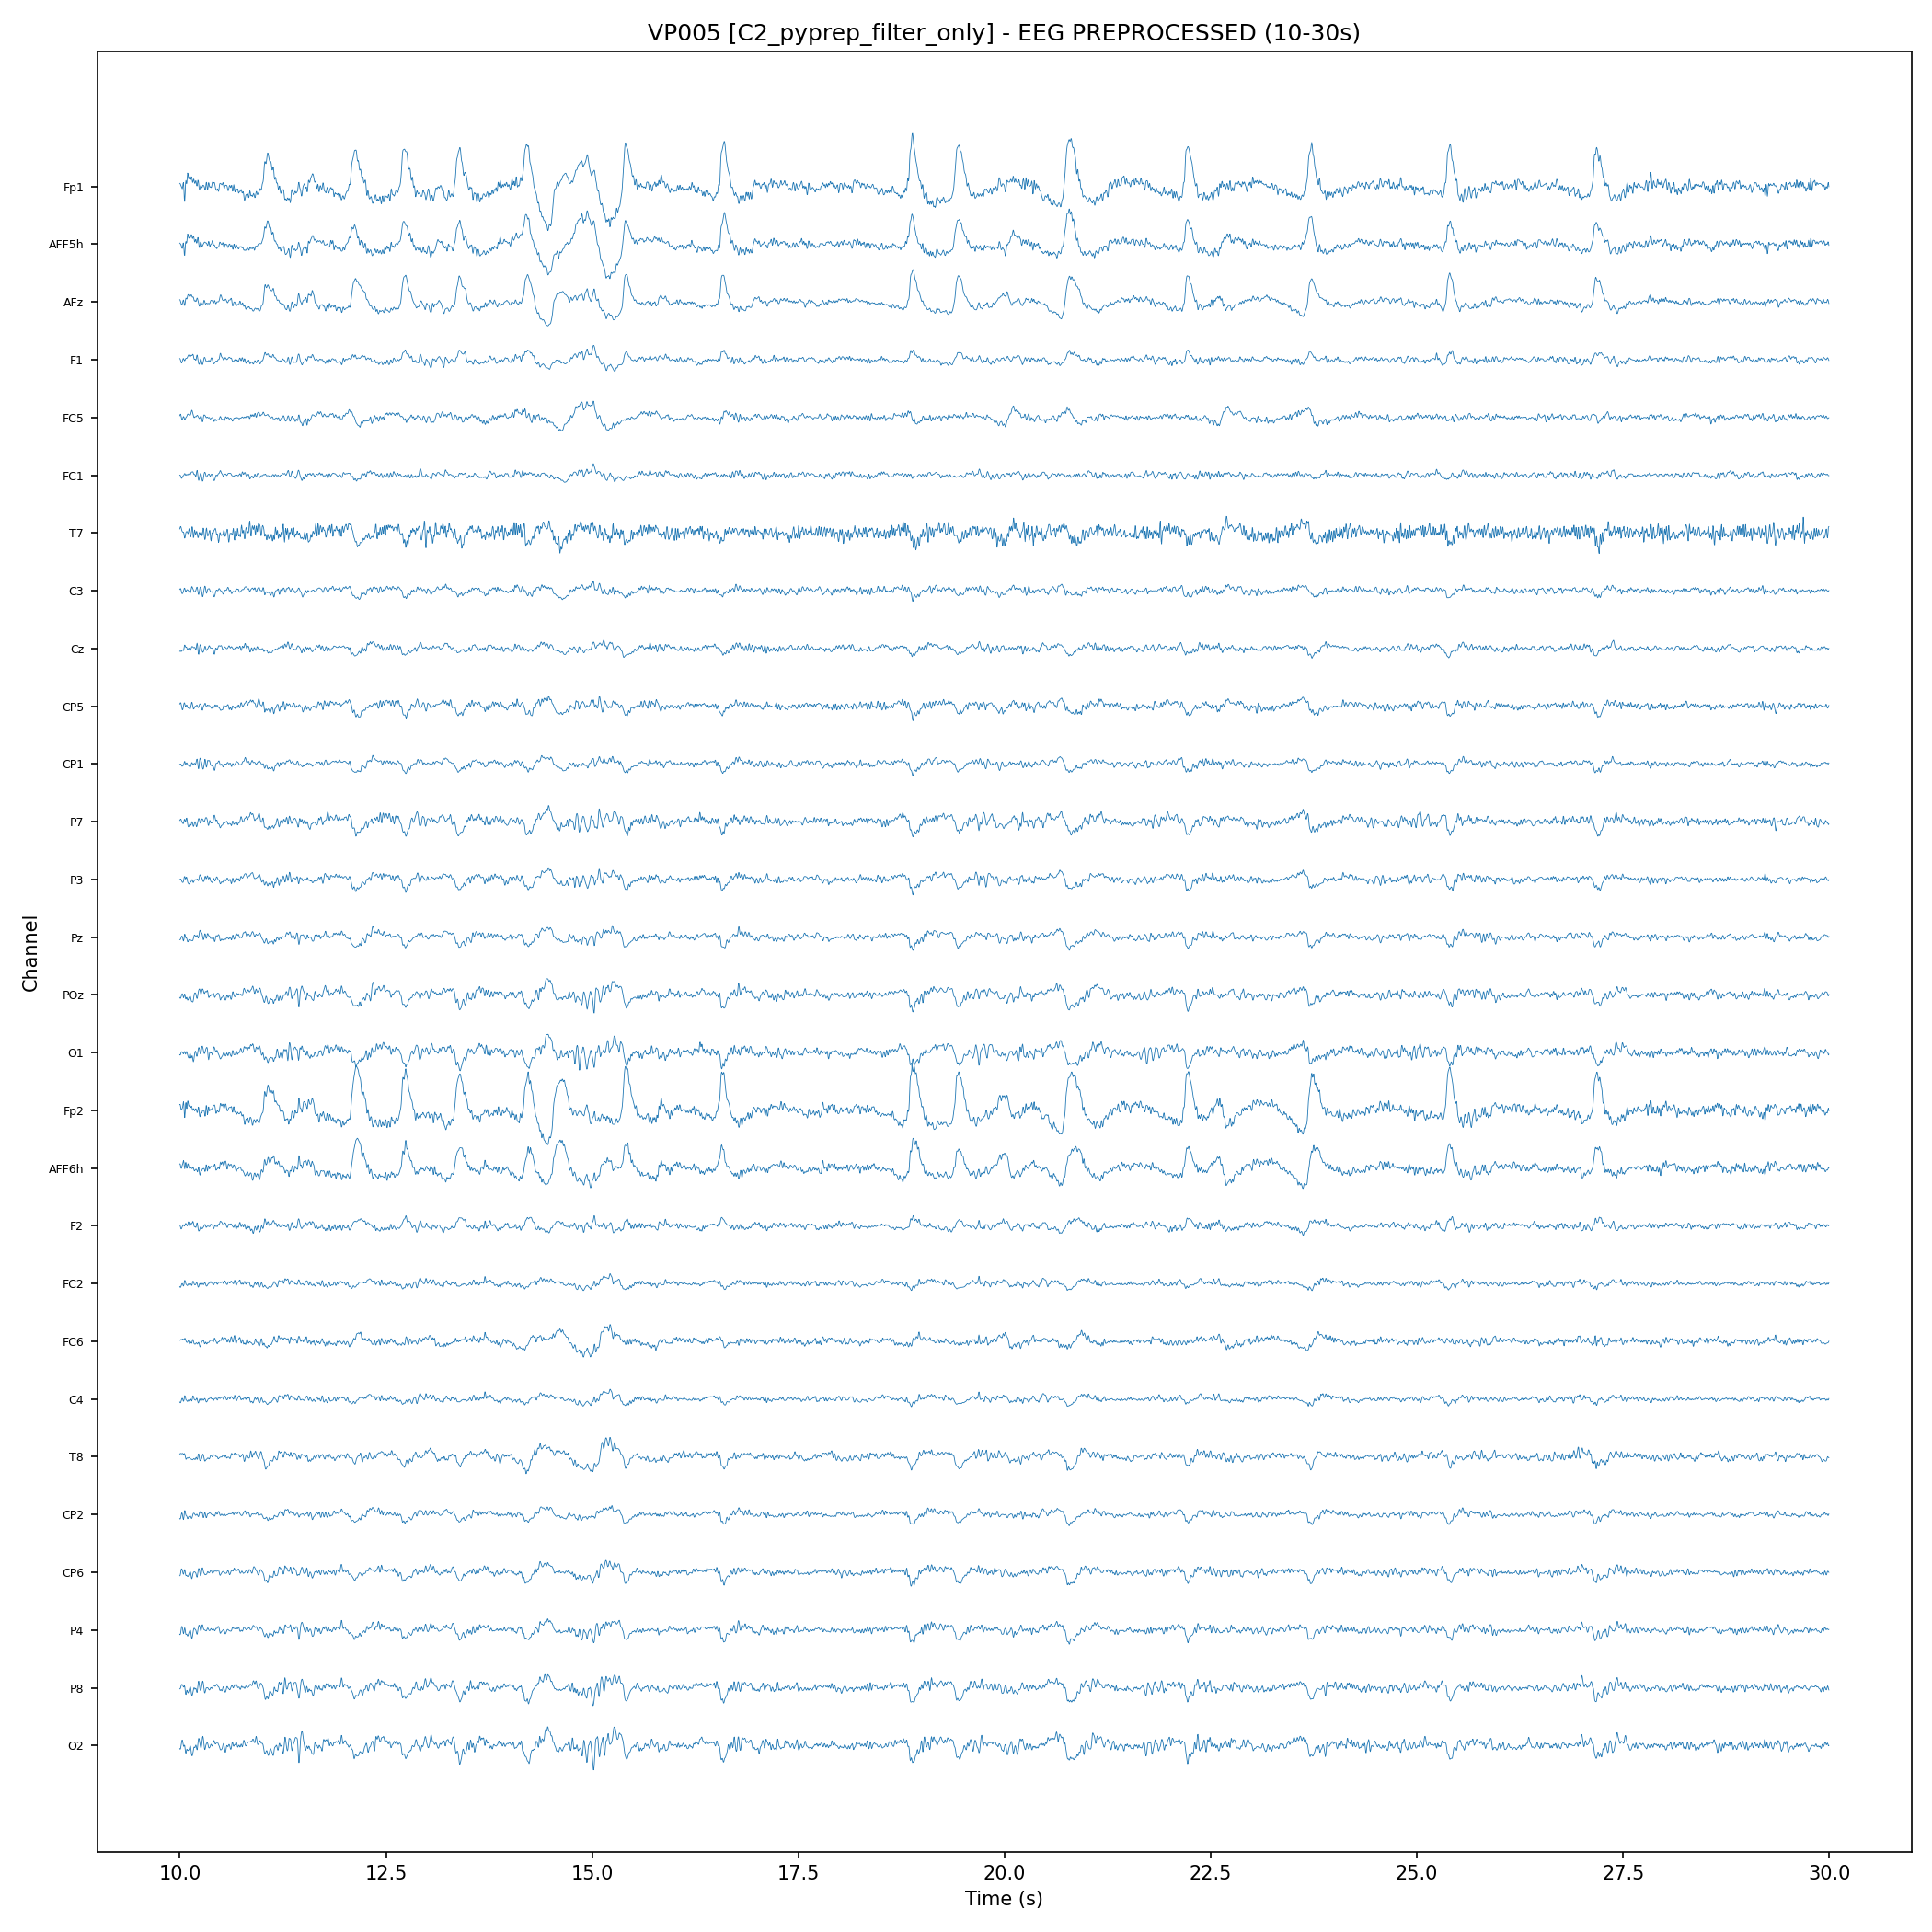 VP005 [C2_pyprep_filter_only] - EEG PREPROCESSED (10-30s)
Channel
Fp1
AFF5h
AFz
F1
FC5
FC1
T7
C3
Cz
CP5
CP1
P7
P3
Pz
POz
O1
Fp2
AFF6h
F2
FC2
FC6
C4
T8
CP2
CP6
P4
P8
O2
10.0 12.5 15.0 17.5 20.0 22.5 25.0 27.5 30.0
Time (s)